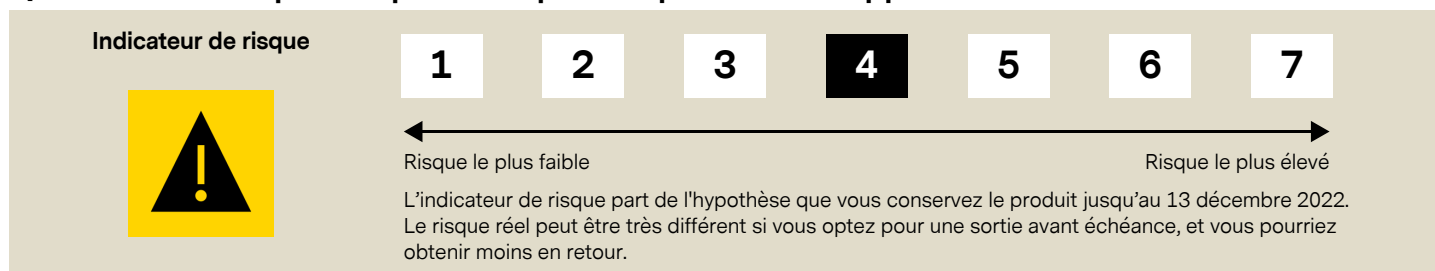 Indicateur de risque
1 2 3 4 5 6 7
Risque le plus faible Risque le plus élevé
L'indicateur de risque part de l'hypothèse que vous conservez le produit jusqu'au 13 décembre 2022.
Le risque réel peut être très différent si vous optez pour une sortie avant échéance, et vous pourriez
obtenir moins en retour.